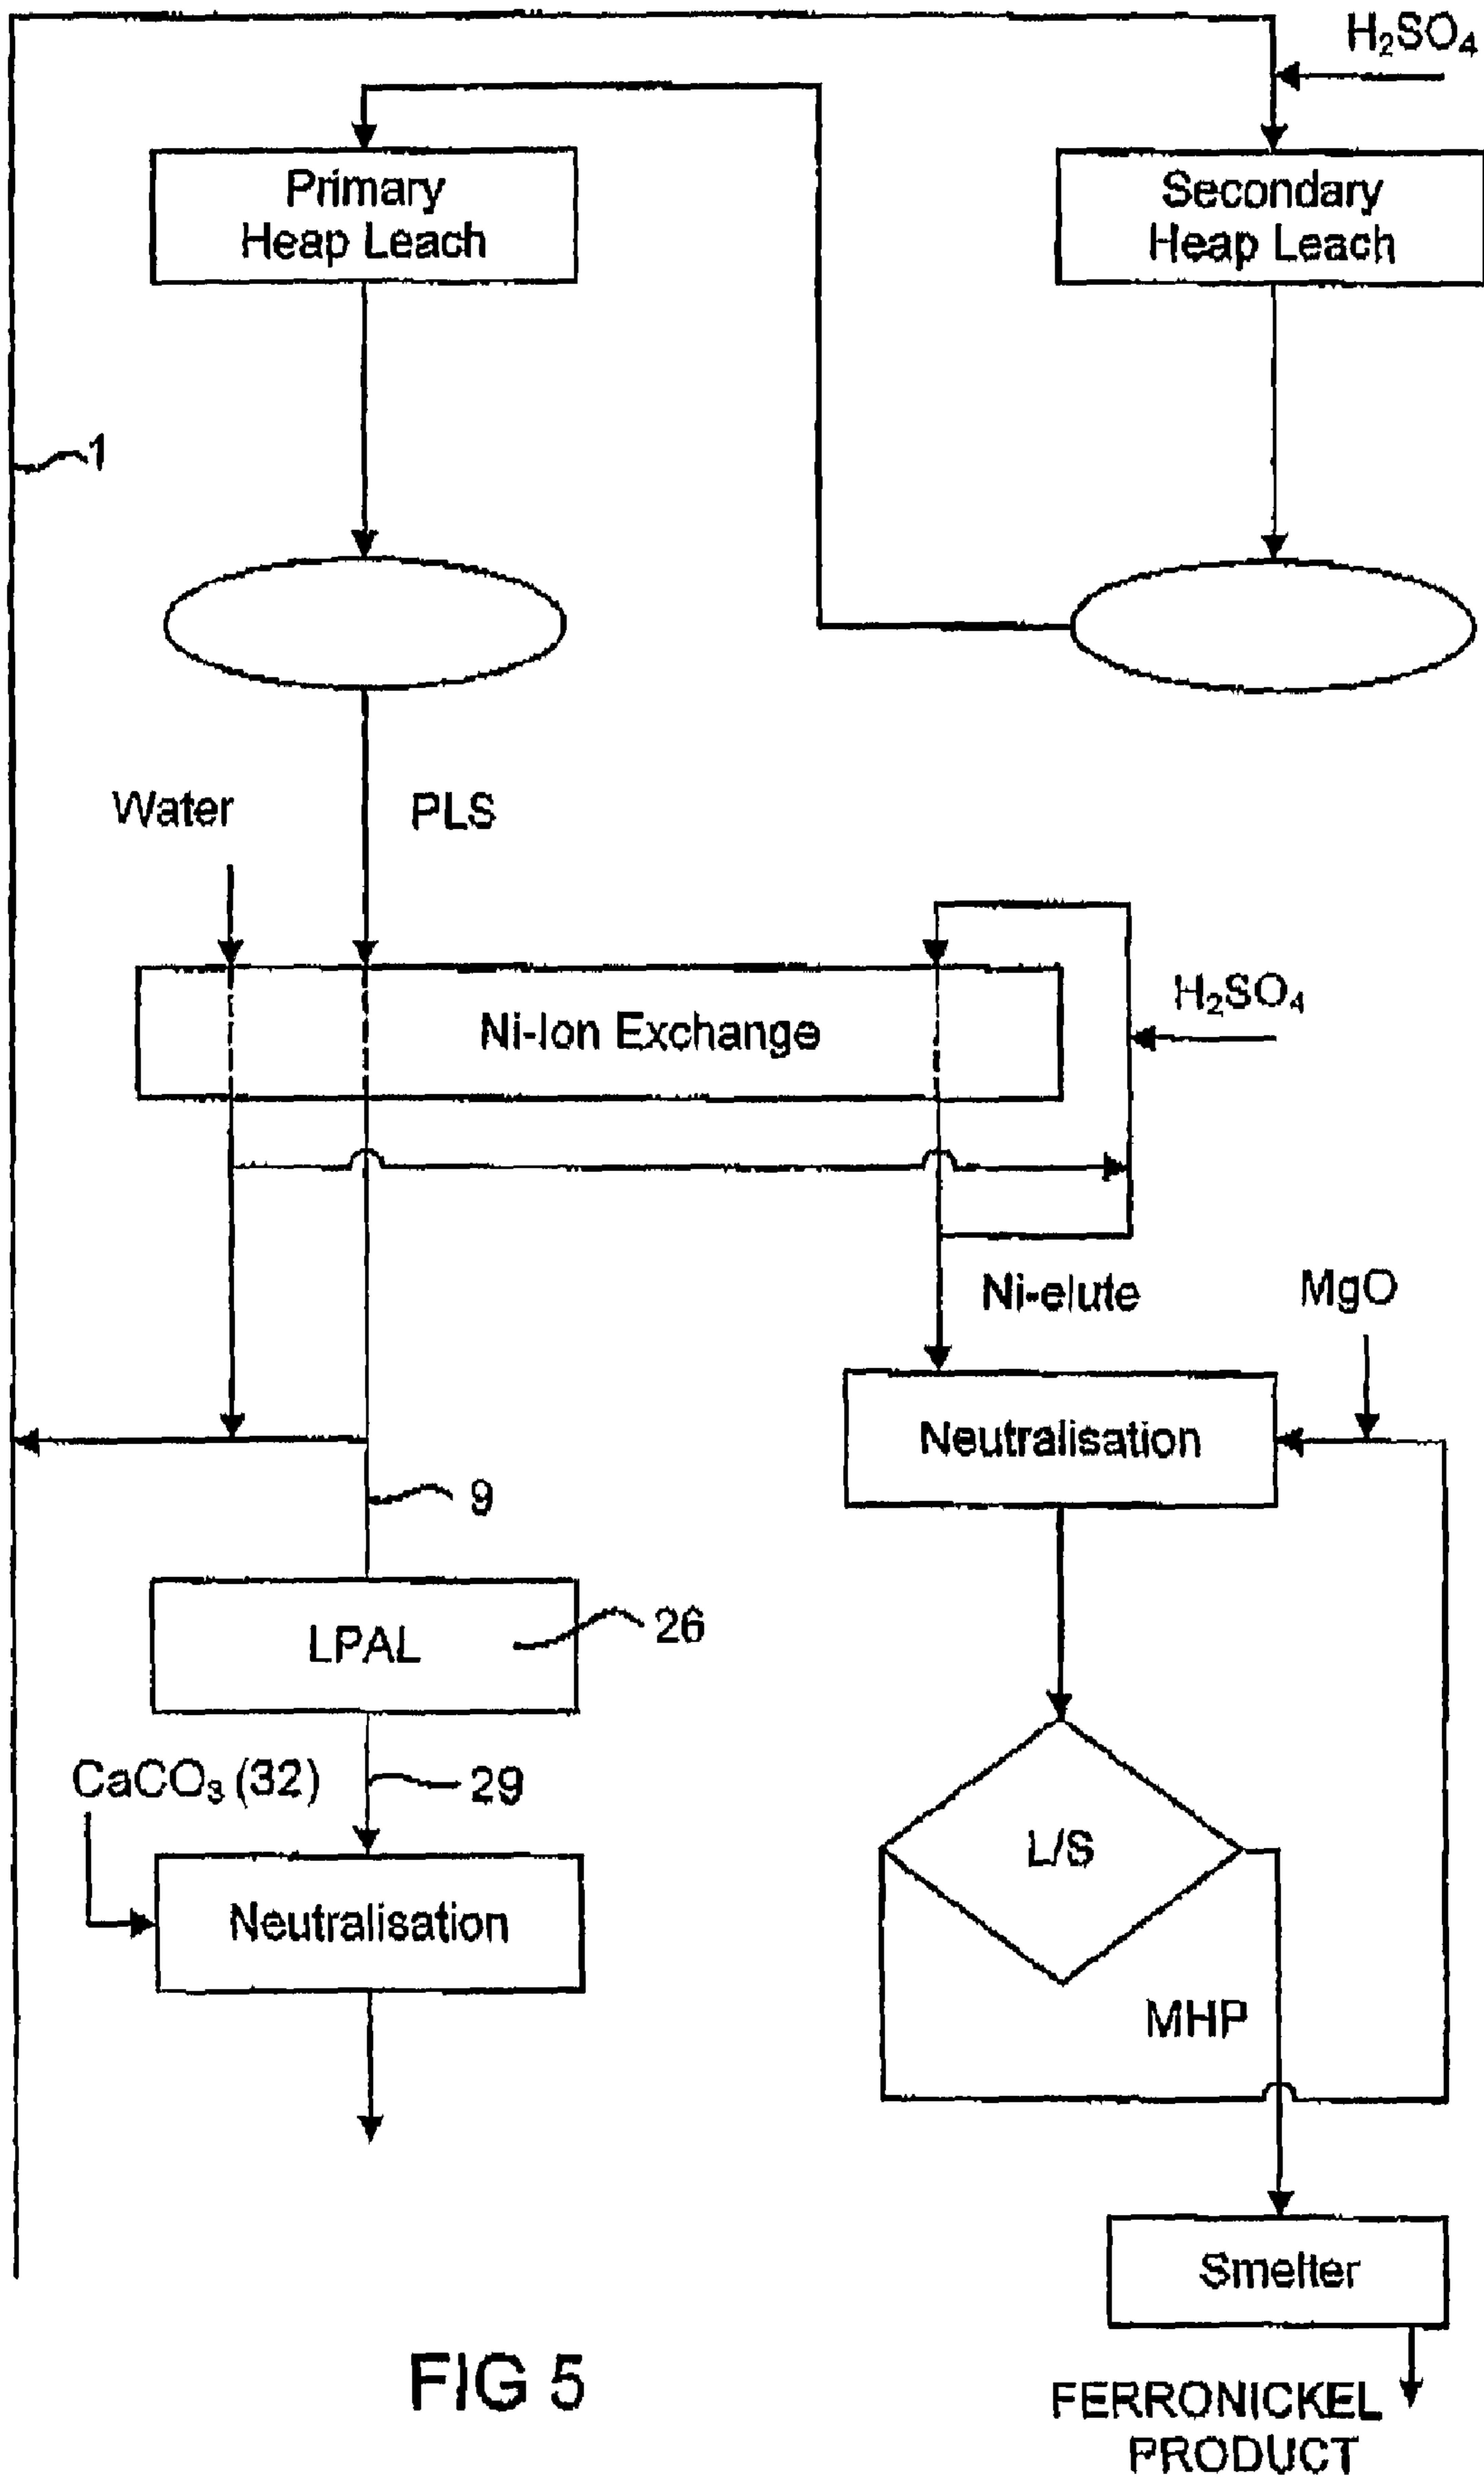 H₂SO₄
Primary
Heap Leach
Secondary
Heap Leach
1
Water
PLS
Ni-Ion Exchange
H₂SO₄
Ni-elute
MgO
Neutralisation
9
LPAL
26
CaCO₃ (32)
29
L/S
Neutralisation
MHP
Smelter
FIG 5
FERRONICKEL
PRODUCT